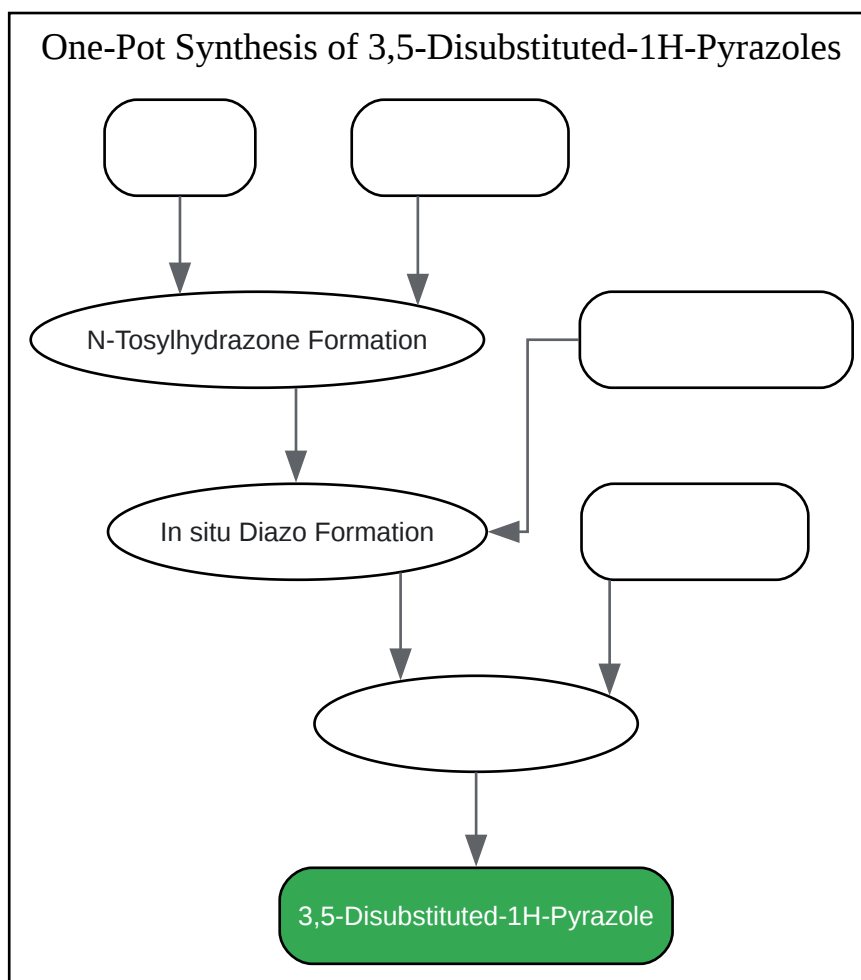 One-Pot Synthesis of 3,5-Disubstituted-1H-Pyrazoles
N-Tosylhydrazone Formation
In situ Diazo Formation
3,5-Disubstituted-1H-Pyrazole